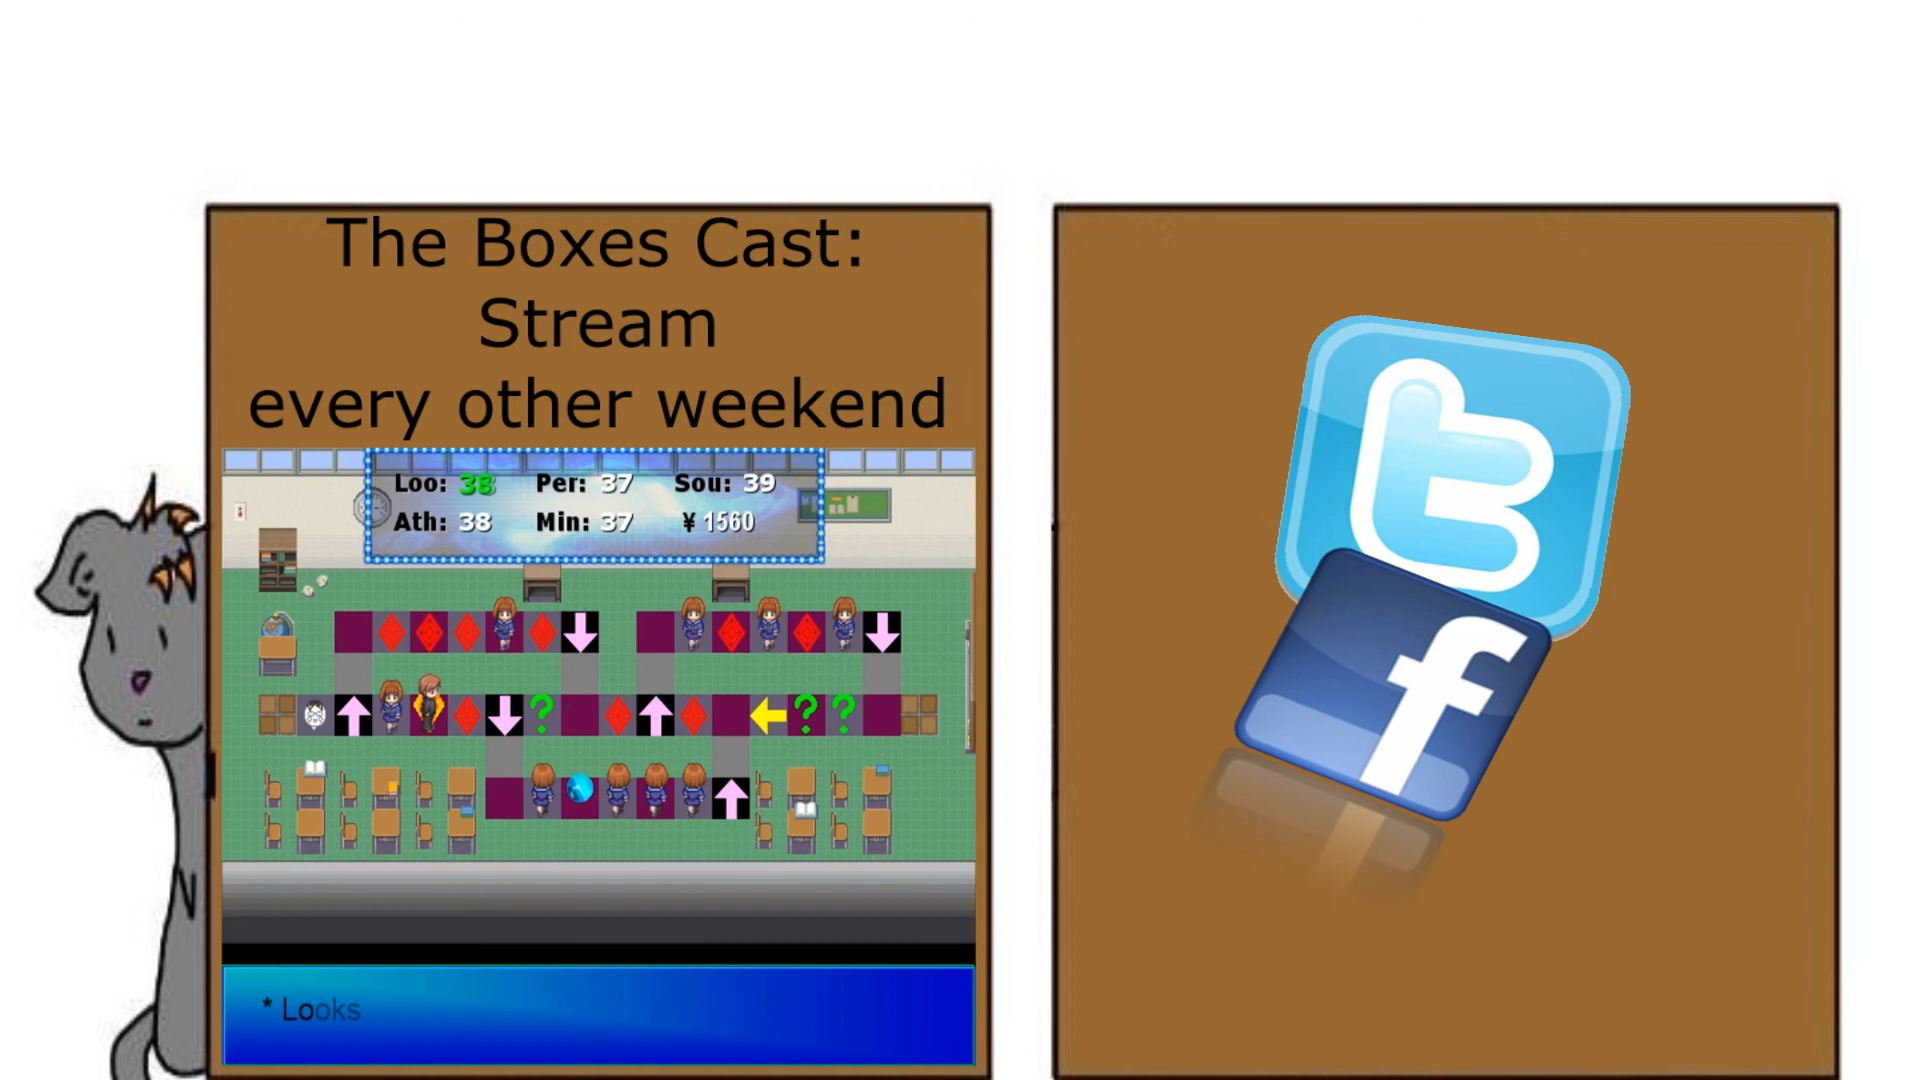 The Boxes Cast:
Stream
every other weekend
Loo: 38 Per: 37 Sou: 39
Ath: 38 Min: 37 ¥ 1560
? ? ?
* Looks
t
f